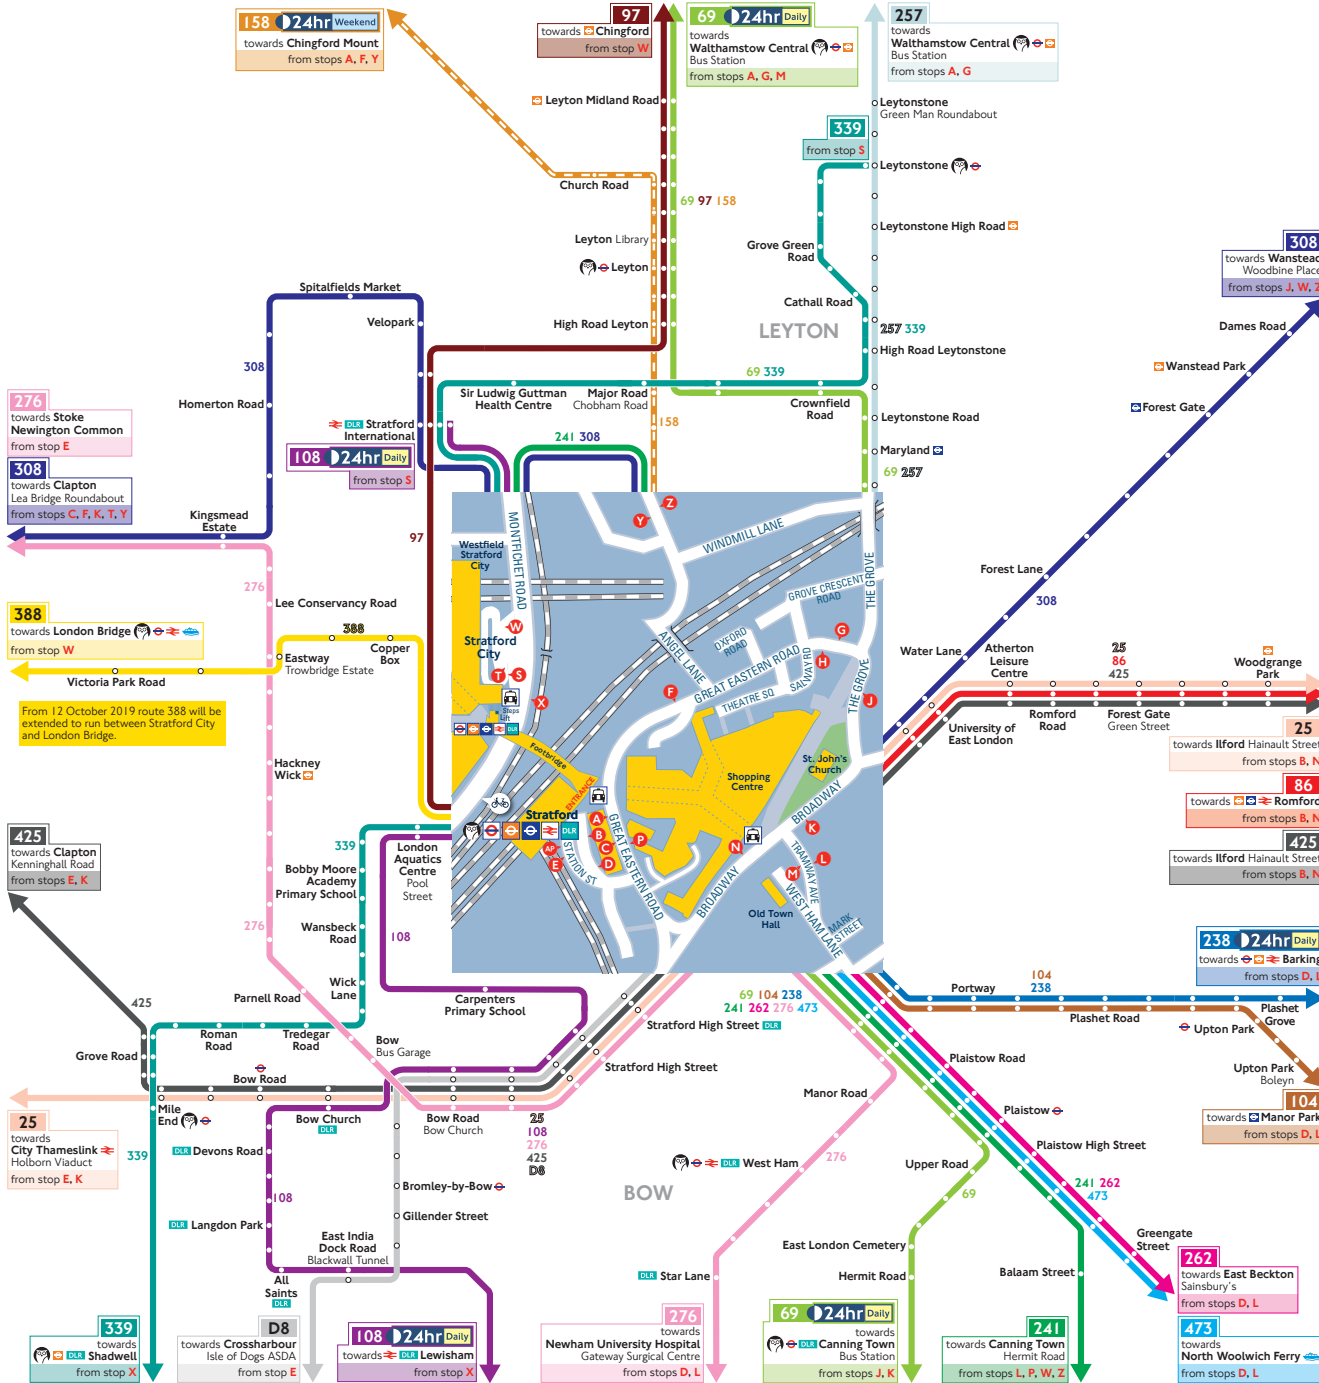 158 24hr Weekend
towards Chingford Mount
from stops A, F, Y
97
towards Chingford
from stop W
69 24hr Daily
towards
Walthamstow Central
Bus Station
from stops A, G, M
257
towards
Walthamstow Central
Bus Station
from stops A, G
Leyton Midland Road
Leytonstone
Green Man Roundabout
339
from stop S
Leytonstone
Church Road
69 97 158
Leyton Library
Leyton
High Road Leyton
Grove Green
Road
Cathall Road
LEYTON
Leytonstone High Road
257 339
High Road Leytonstone
308
towards Wanstead
Woodbine Place
from stops J, W, Z
Dames Road
Wanstead Park
Forest Gate
Spitalfields Market
Velopark
308
Homerton Road
Stratford
International
108 24hr Daily
from stop S
Sir Ludwig Guttman
Health Centre
Major Road
Chobham Road
69 339
Crownfield
Road
Leytonstone Road
158
241 308
Maryland
69 257
276
towards Stoke
Newington Common
from stop E
308
towards Clapton
Lea Bridge Roundabout
from stops C, F, K, T, Y
Kingsmead
Estate
97
276
Lee Conservancy Road
388
towards London Bridge
from stop W
388
Copper
Box
Eastway
Trowbridge Estate
Victoria Park Road
From 12 October 2019 route 388 will be
extended to run between Stratford City
and London Bridge.
Hackney
Wick
MONTFICHET ROAD
Westfield
Stratford
City
Stratford
City
W
T
S
X
Steps
Lift
DLR
Footbridge
ENTRANCE
Stratford
DLR
AP
E
A
B
C
D
P
STATION ST
GREAT EASTERN ROAD
Y
Z
WINDMILL LANE
THE GROVE
GROVE CRESCENT
ROAD
ANGEL LANE
OXFORD
ROAD
GREAT EASTERN ROAD
SALWAY RD
THEATRE SQ
G
H
F
THE GROVE
J
St. John's
Church
Shopping
Centre
BROADWAY
K
L
N
M
TRAMWAY AVE
BROADWAY
WEST HAM LANE
MARK
STREET
Old Town
Hall
Forest Lane
308
Water Lane
Atherton
Leisure
Centre
25
86
425
Woodgrange
Park
University of
East London
Romford
Road
Forest Gate
Green Street
25
towards Ilford Hainault Street
from stops B, N
86
towards Romford
from stops B, N
425
towards Ilford Hainault Street
from stops B, N
425
towards Clapton
Kenninghall Road
from stops E, K
339
Bobby Moore
Academy
Primary School
London
Aquatics
Centre
Pool
Street
Wansbeck
Road
108
276
Wick
Lane
Parnell Road
Carpenters
Primary School
425
Roman
Road
Tredegar
Road
Grove Road
Bow
Bus Garage
Bow Road
Stratford High Street DLR
Stratford High Street
69 104 238
241 262 276 473
104
238
Portway
Plashet Road
238 24hr Daily
towards Barking
from stops D, L
Plashet
Grove
Upton Park
Upton Park
Boleyn
104
towards Manor Park
from stops D, L
25
towards
City Thameslink
Holborn Viaduct
from stop E, K
Mile
End
339
Bow Church
DLR
Bow Road
Bow Church
25
108
276
425
D8
DLR Devons Road
108
DLR Langdon Park
Bromley-by-Bow
Gillender Street
East India
Dock Road
Blackwall Tunnel
All
Saints
DLR
BOW
Manor Road
276
DLR West Ham
DLR Star Lane
Plaistow Road
Plaistow
Plaistow High Street
Upper Road
69
241 262
473
East London Cemetery
Hermit Road
Balaam Street
Greengate
Street
262
towards East Beckton
Sainsbury's
from stops D, L
339
towards
DLR Shadwell
from stop X
D8
towards Crossharbour
Isle of Dogs ASDA
from stop E
108 24hr Daily
towards DLR Lewisham
from stop X
276
towards
Newham University Hospital
Gateway Surgical Centre
from stops D, L
69 24hr Daily
towards
DLR Canning Town
Bus Station
from stops J, K
241
towards Canning Town
Hermit Road
from stops L, P, W, Z
473
towards
North Woolwich Ferry
from stops D, L